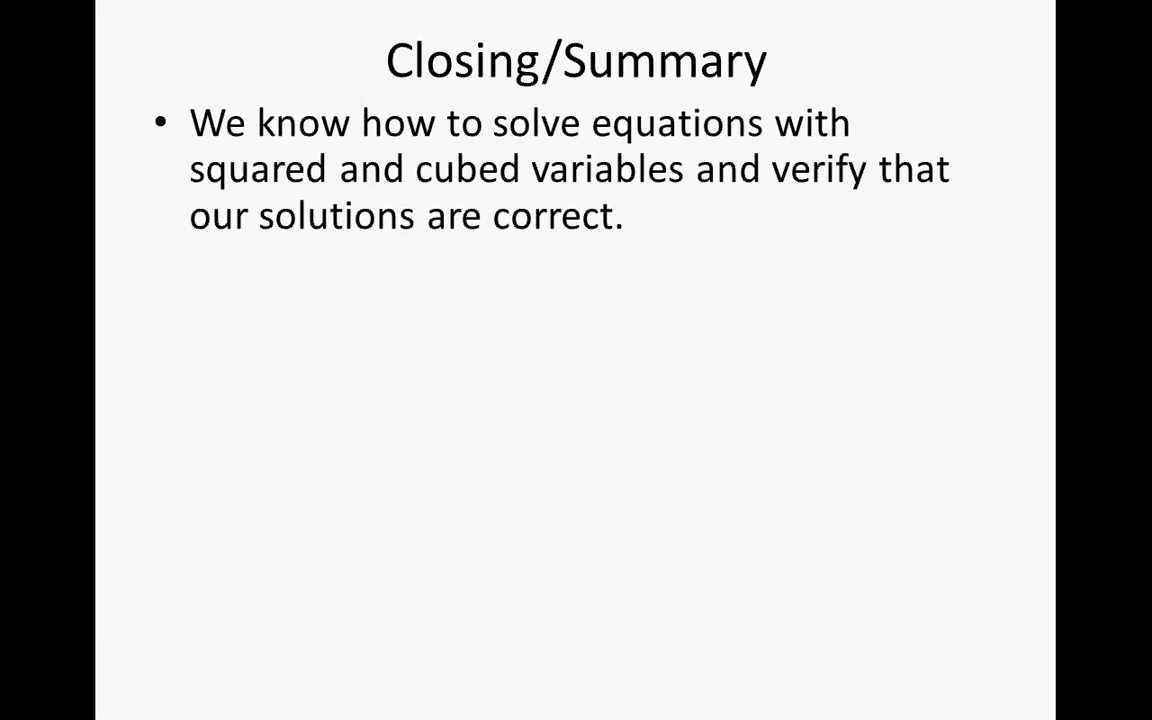 Closing/Summary
• We know how to solve equations with
squared and cubed variables and verify that
our solutions are correct.